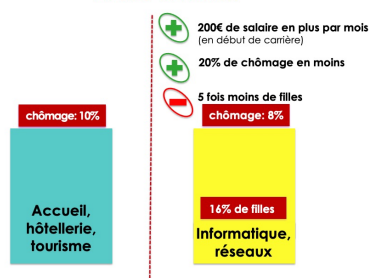 200€ de salaire en plus par mois
(en début de carrière)
20% de chômage en moins
5 fois moins de filles
chômage: 10%
chômage: 8%
Accueil,
hôtellerie,
tourisme
16% de filles
Informatique,
réseaux